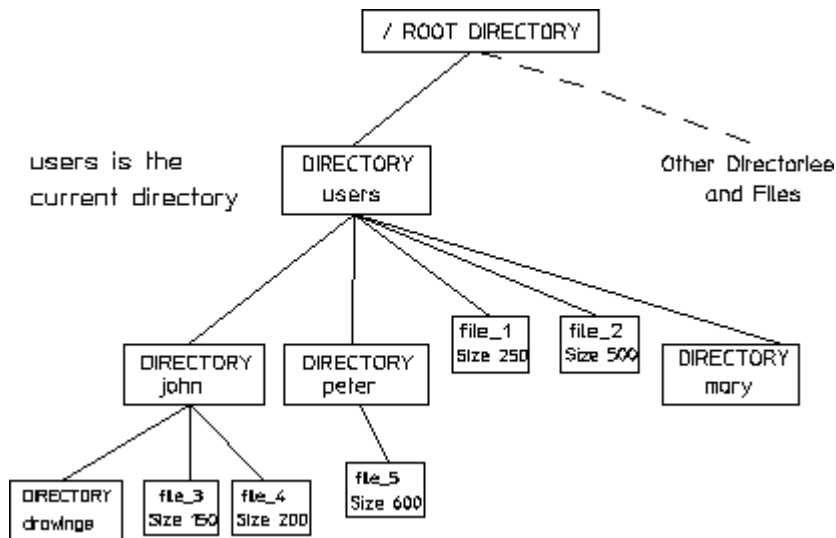 / ROOT DIRECTORY
users is the
current directory
DIRECTORY
users
Other Directories
and Files
file_1
Size 250
file_2
Size 500
DIRECTORY
john
DIRECTORY
peter
DIRECTORY
mary
DIRECTORY
drawings
file_3
Size 150
file_4
Size 200
file_5
Size 600